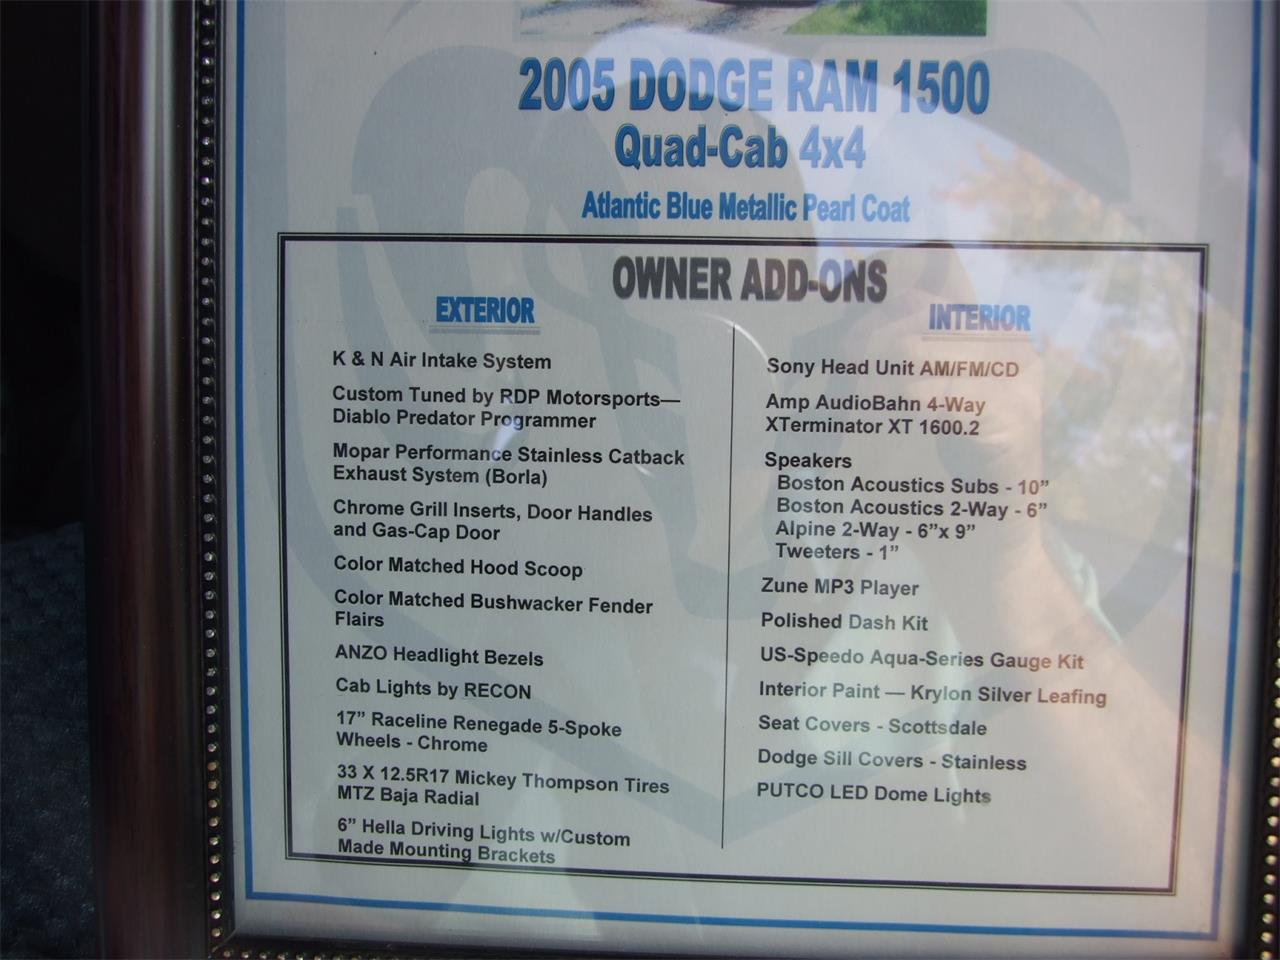 2005 DODGE RAM 1500
Quad-Cab 4x4
Atlantic Blue Metallic Pearl Coat
OWNER ADD-ONS
EXTERIOR
K & N Air Intake System
Custom Tuned by RDP Motorsports—
Diablo Predator Programmer
Mopar Performance Stainless Catback
Exhaust System (Borla)
Chrome Grill Inserts, Door Handles
and Gas-Cap Door
Color Matched Hood Scoop
Color Matched Bushwacker Fender
Flairs
ANZO Headlight Bezels
Cab Lights by RECON
17” Raceline Renegade 5-Spoke
Wheels - Chrome
33 X 12.5R17 Mickey Thompson Tires
MTZ Baja Radial
6” Hella Driving Lights w/Custom
Made Mounting Brackets
INTERIOR
Sony Head Unit AM/FM/CD
Amp AudioBahn 4-Way
XTerminator XT 1600.2
Speakers
Boston Acoustics Subs - 10”
Boston Acoustics 2-Way - 6”
Alpine 2-Way - 6”x 9”
Tweeters - 1”
Zune MP3 Player
Polished Dash Kit
US-Speedo Aqua-Series Gauge Kit
Interior Paint — Krylon Silver Leafing
Seat Covers - Scottsdale
Dodge Sill Covers - Stainless
PUTCO LED Dome Lights